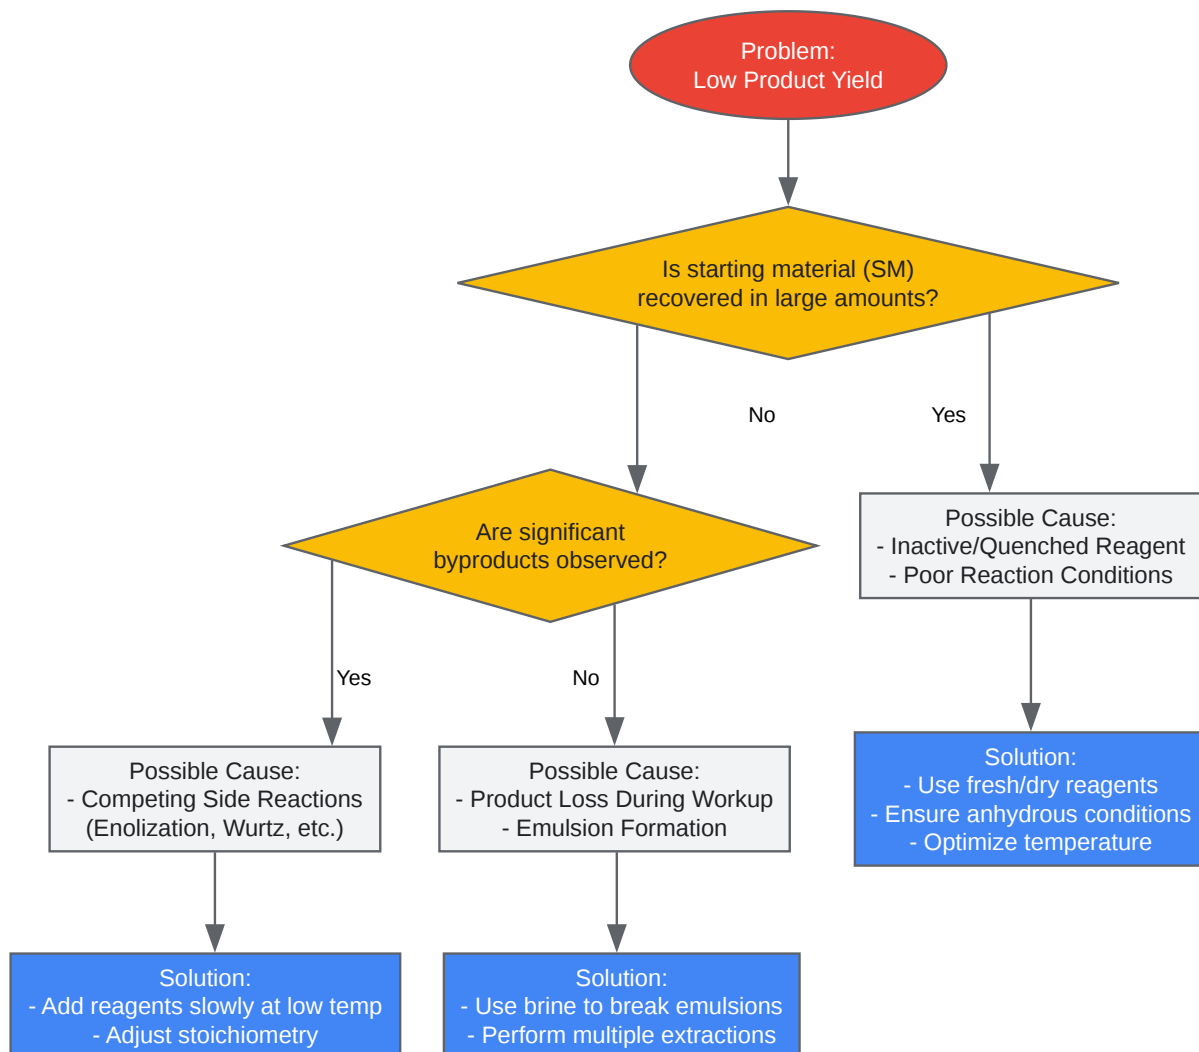 Problem:
Low Product Yield
Is starting material (SM)
recovered in large amounts?
No
Yes
Are significant
byproducts observed?
Possible Cause:
- Inactive/Quenched Reagent
- Poor Reaction Conditions
Yes
No
Solution:
- Use fresh/dry reagents
- Ensure anhydrous conditions
- Optimize temperature
Possible Cause:
- Competing Side Reactions
(Enolization, Wurtz, etc.)
Possible Cause:
- Product Loss During Workup
- Emulsion Formation
Solution:
- Add reagents slowly at low temp
- Adjust stoichiometry
Solution:
- Use brine to break emulsions
- Perform multiple extractions